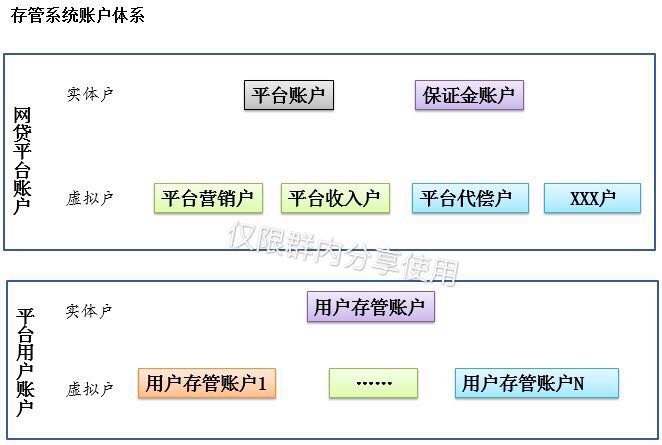 存管系统账户体系
网贷平台账户
实体户 平台账户 保证金账户
虚拟户 平台营销户 平台收入户 平台代偿户 XXX户
仅限群内分享使用
平台用户账户
实体户 用户存管账户
虚拟户 用户存管账户1 …… 用户存管账户N